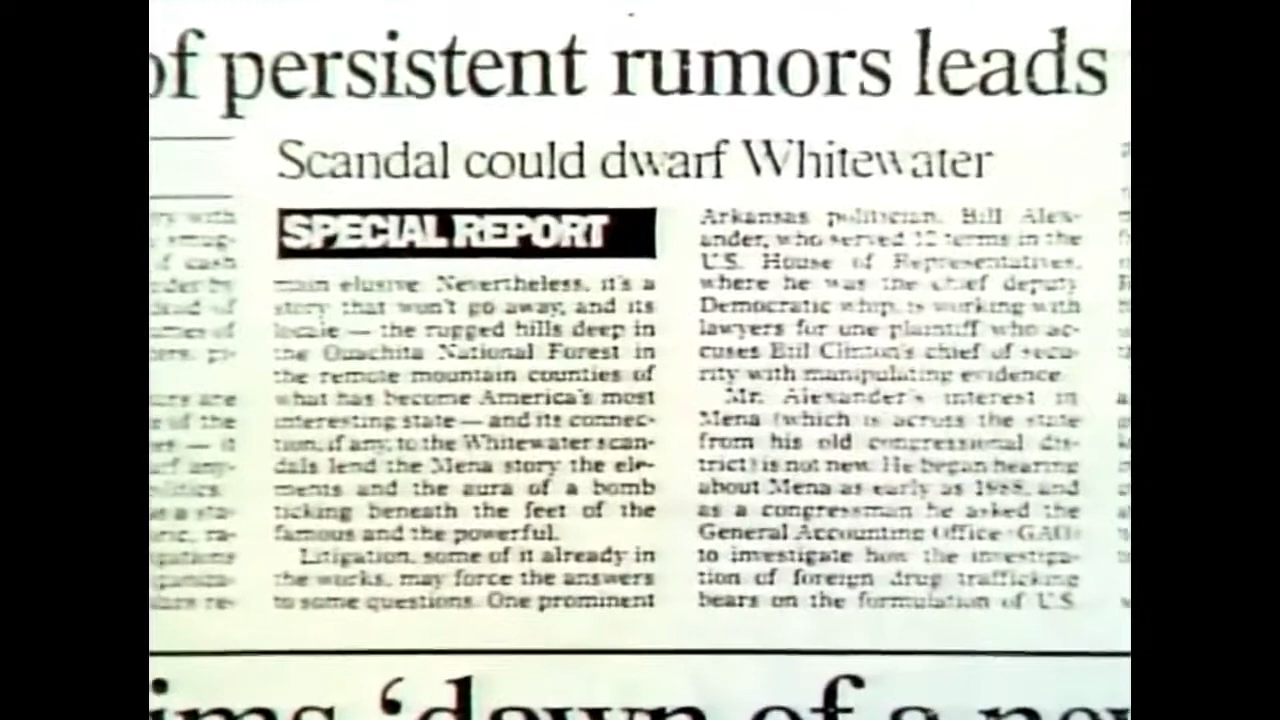 of persistent rumors leads
Scandal could dwarf Whitewater
SPECIAL REPORT
main elusive. Nevertheless, it's a
story that won't go away, and its
locale — the rugged hills deep in
the Ouachita National Forest in
the remote mountain counties of
what has become America's most
interesting state — and its connec-
tion, if any, to the Whitewater scan-
dals lend the Mena story the ele-
ments and the aura of a bomb
ticking beneath the feet of the
famous and the powerful.
Litigation, some of it already in
the works, may force the answers
to some questions. One prominent
Arkansas politician, Bill Alex-
ander, who served 12 terms in the
U.S. House of Representatives,
where he was the chief deputy
Democratic whip, is working with
lawyers for one plaintiff who ac-
cuses Bill Clinton's chief of secu-
rity with manipulating evidence.
Mr. Alexander's interest in
Mena (which is across the state
from his old congressional dis-
trict) is not new. He began hearing
about Mena as early as 1988, and
as a congressman he asked the
General Accounting Office (GAO)
to investigate how the investiga-
tion of foreign drug trafficking
bears on the formulation of U.S.
'dawn of a